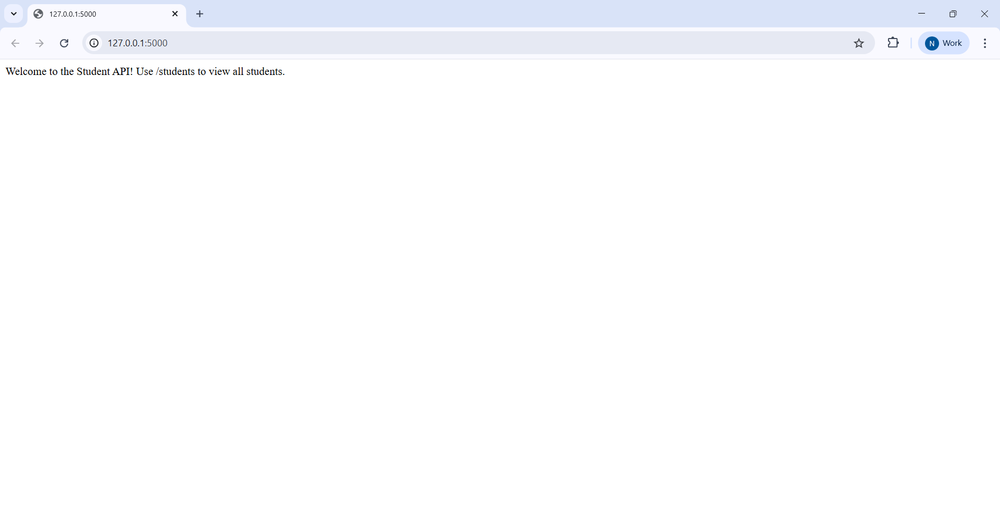 127.0.0.1:5000
127.0.0.1:5000
N Work
Welcome to the Student API! Use /students to view all students.